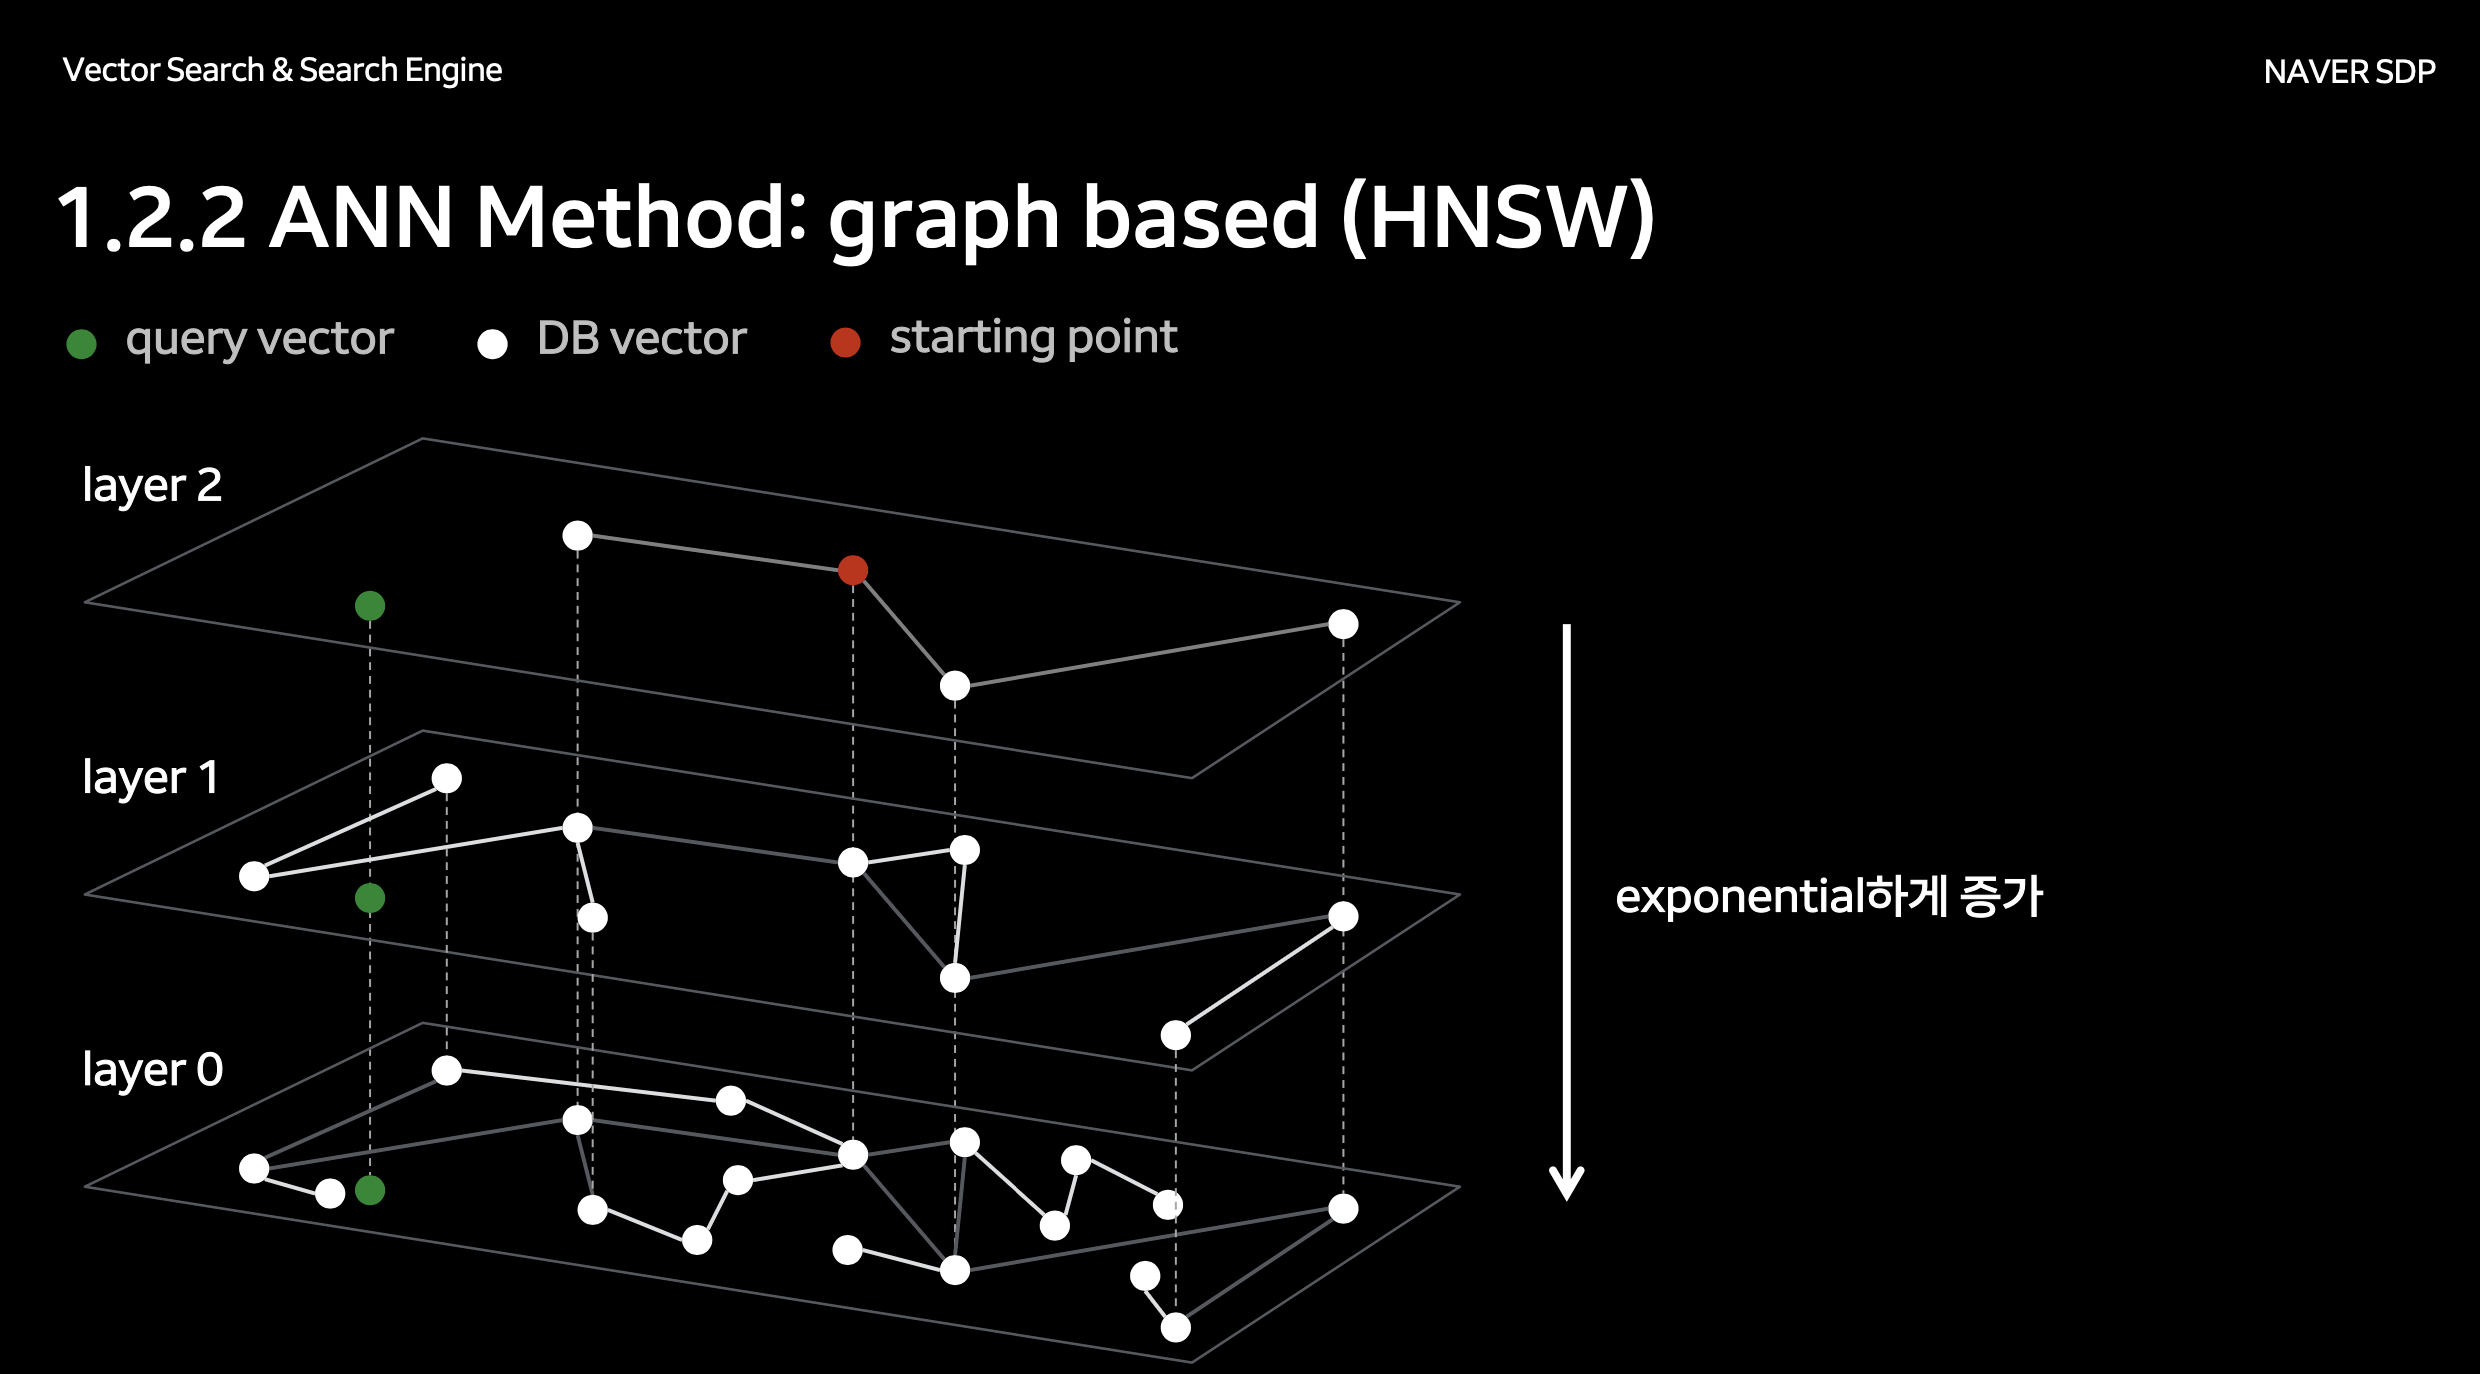 Vector Search & Search Engine
NAVER SDP
1.2.2 ANN Method: graph based (HNSW)
query vector
DB vector
starting point
layer 2
layer 1
exponential하게 증가
layer 0